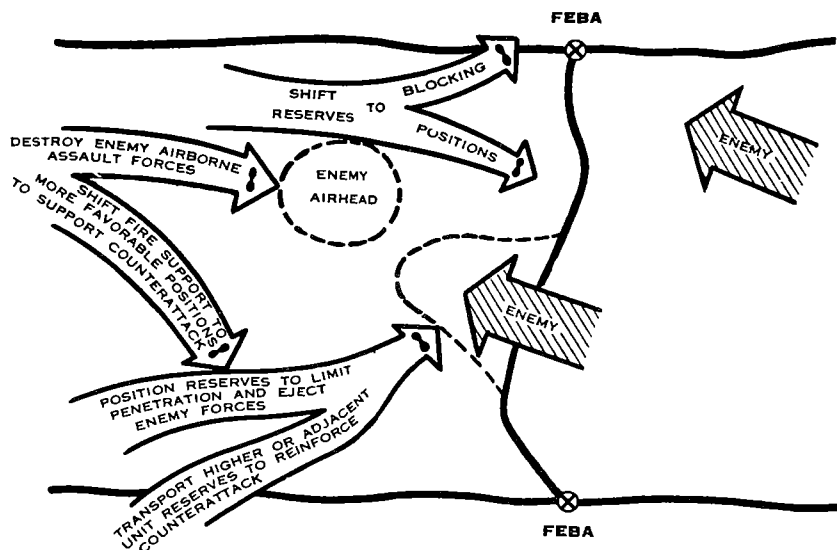 FEBA
SHIFT
RESERVES
TO
BLOCKING
POSITIONS
ENEMY
DESTROY ENEMY AIRBORNE
ASSAULT FORCES
ENEMY
AIRHEAD
SHIFT FIRE SUPPORT TO
MORE FAVORABLE POSITIONS
TO SUPPORT COUNTERATTACK
ENEMY
POSITION RESERVES TO LIMIT
PENETRATION AND EJECT
ENEMY FORCES
TRANSPORT HIGHER OR ADJACENT
UNIT RESERVES TO REINFORCE
COUNTERATTACK
FEBA